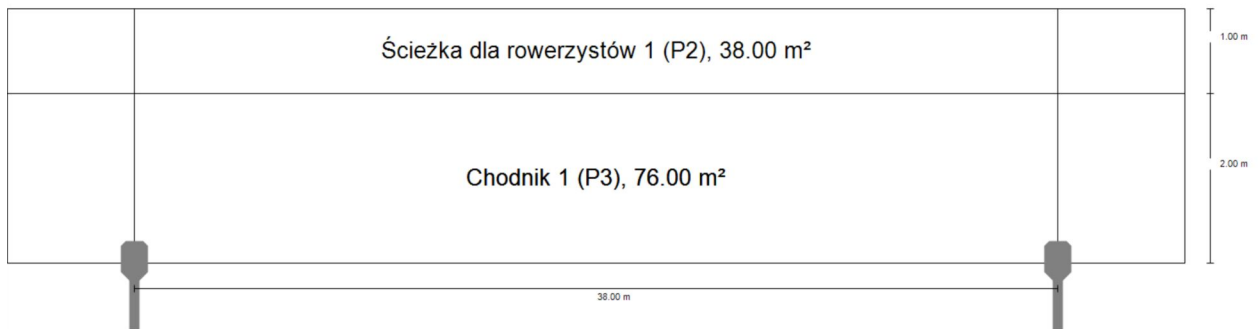 Ścieżka dla rowerzystów 1 (P2), 38.00 m²
1.00 m
Chodnik 1 (P3), 76.00 m²
2.00 m
38.00 m